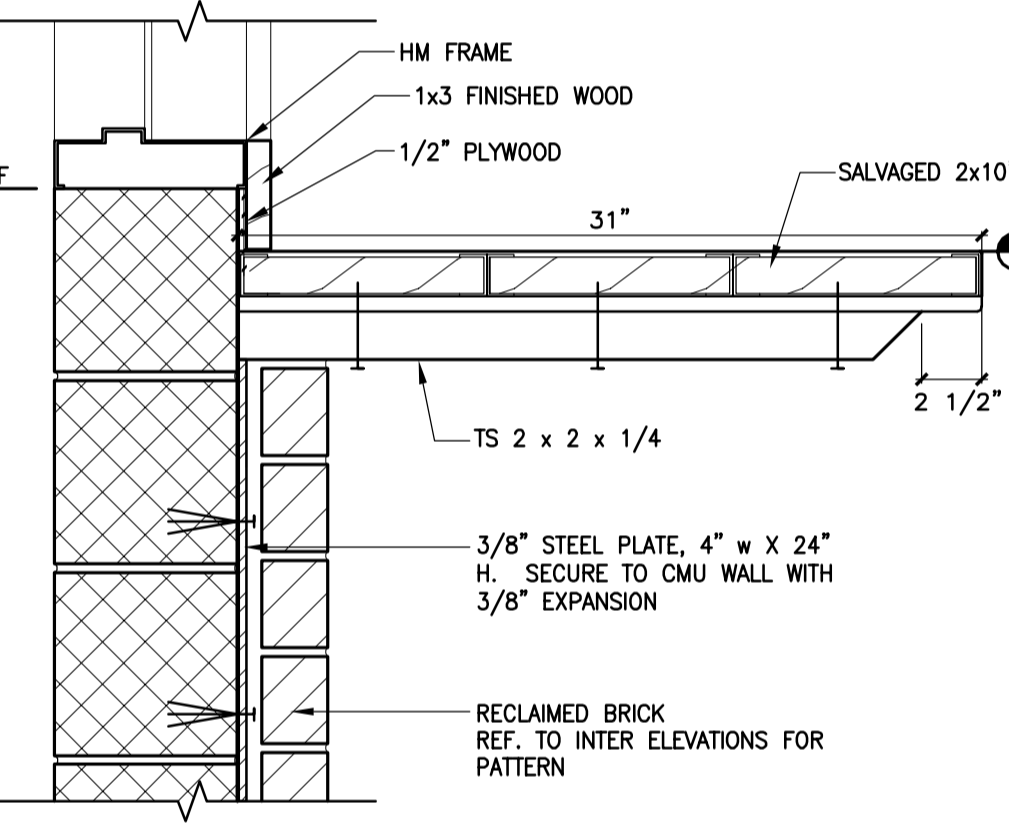 HM FRAME
1x3 FINISHED WOOD
1/2" PLYWOOD
F
SALVAGED 2x10
31"
2 1/2"
TS 2 x 2 x 1/4
3/8" STEEL PLATE, 4" w X 24"
H. SECURE TO CMU WALL WITH
3/8" EXPANSION
RECLAIMED BRICK
REF. TO INTER ELEVATIONS FOR
PATTERN